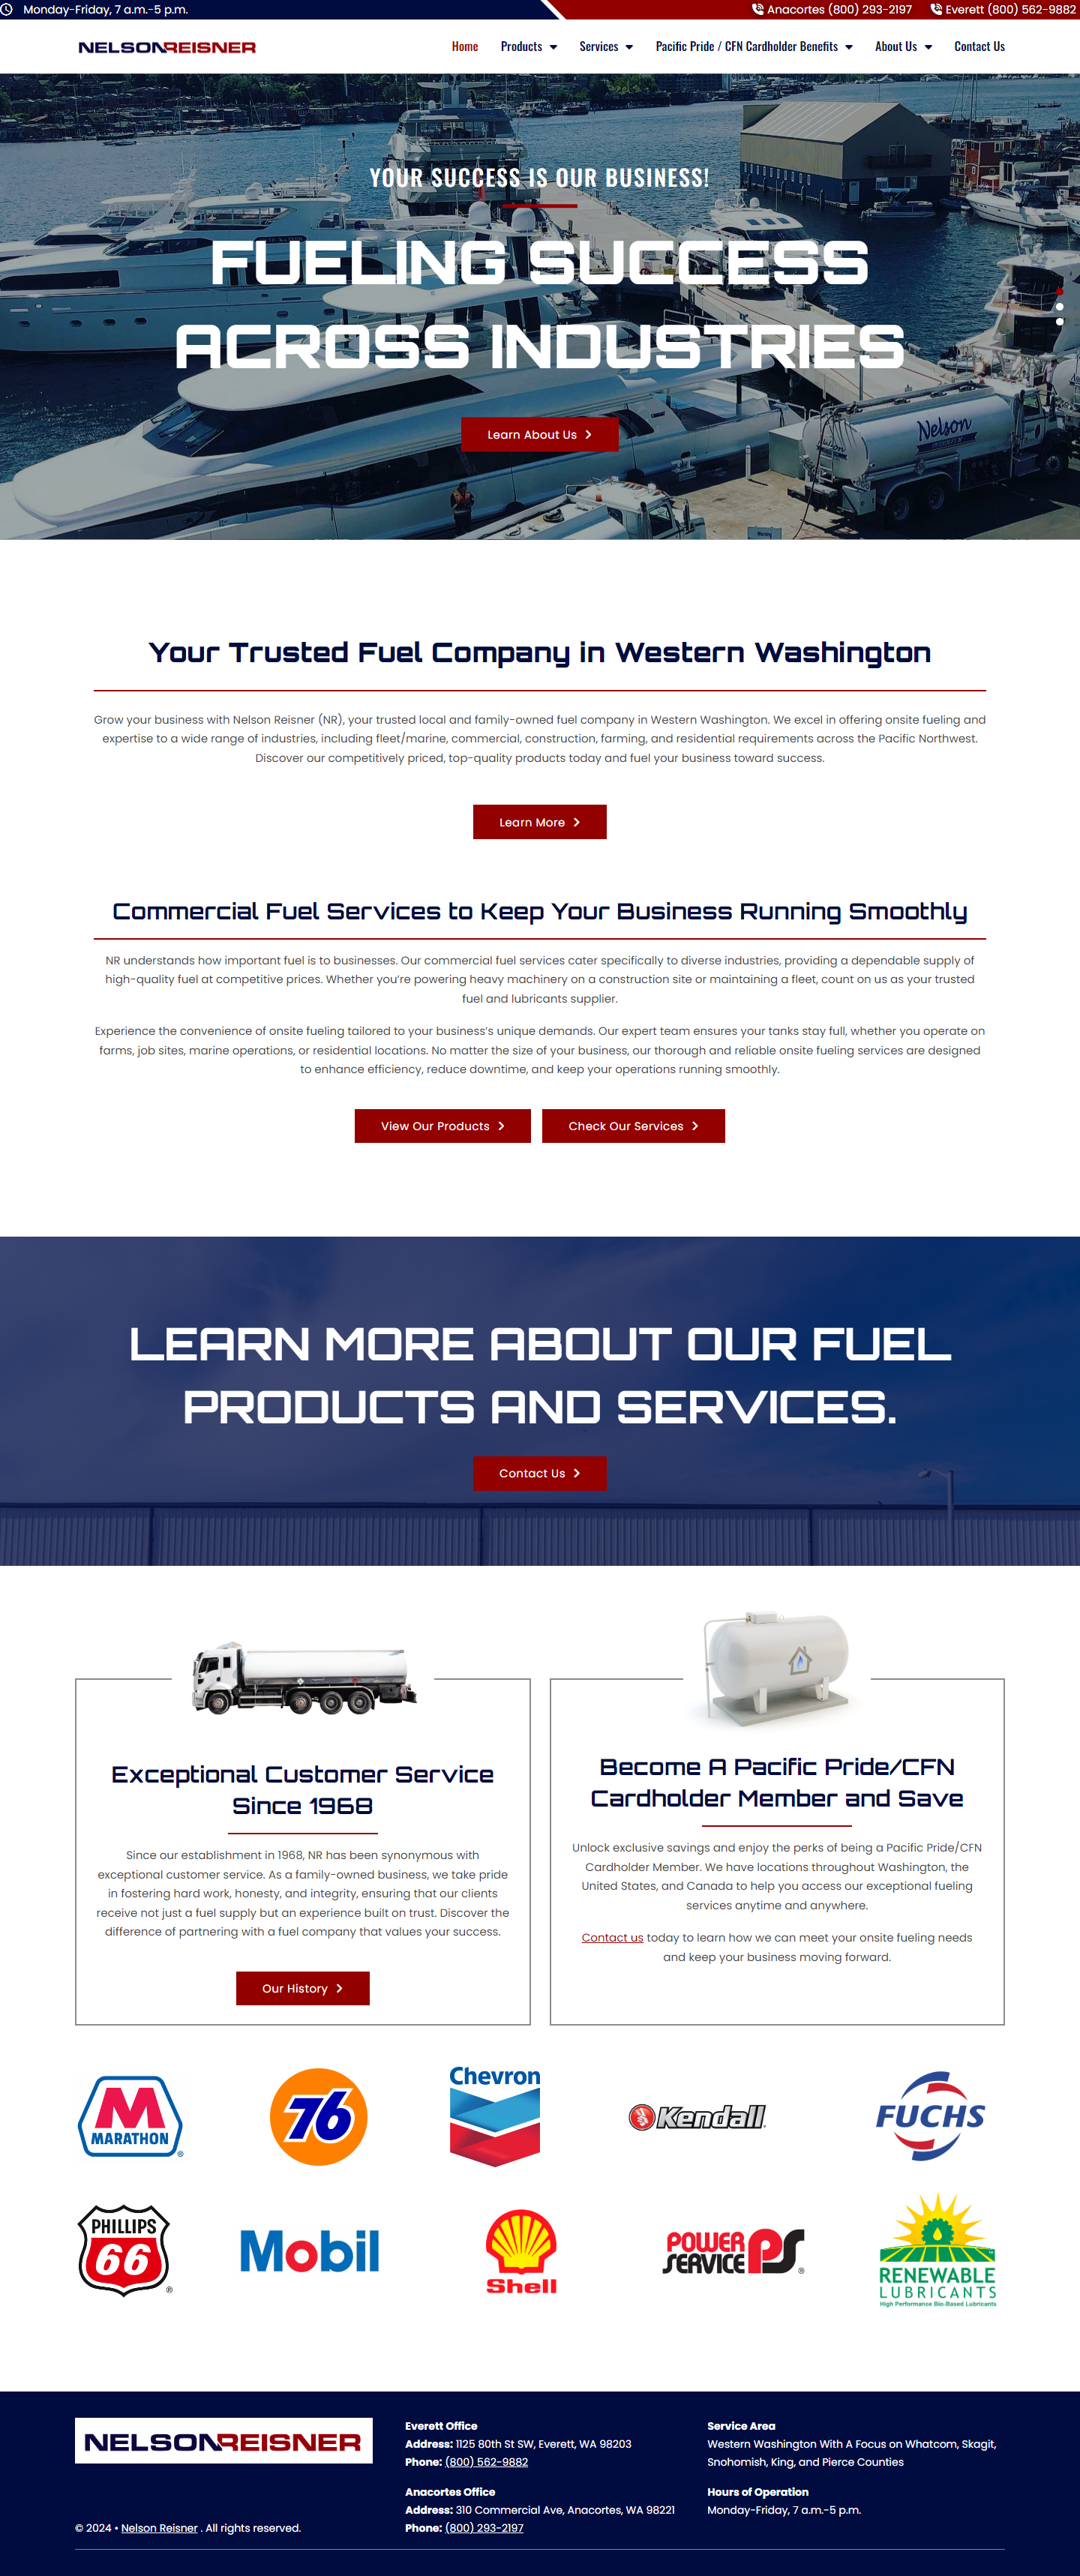 Monday-Friday, 7 a.m.-5 p.m.
Anacortes (800) 293-2197
Everett (800) 562-9882
NELSONREISNER
Home
Products
Services
Pacific Pride / CFN Cardholder Benefits
About Us
Contact Us
YOUR SUCCESS IS OUR BUSINESS!
FUELING SUCCESS
ACROSS INDUSTRIES
Learn About Us
Nelson
Your Trusted Fuel Company in Western Washington
Grow your business with Nelson Reisner (NR), your trusted local and family-owned fuel company in Western Washington. We excel in offering onsite fueling and
expertise to a wide range of industries, including fleet/marine, commercial, construction, farming, and residential requirements across the Pacific Northwest.
Discover our competitively priced, top-quality products today and fuel your business toward success.
Learn More
Commercial Fuel Services to Keep Your Business Running Smoothly
NR understands how important fuel is to businesses. Our commercial fuel services cater specifically to diverse industries, providing a dependable supply of
high-quality fuel at competitive prices. Whether you're powering heavy machinery on a construction site or maintaining a fleet, count on us as your trusted
fuel and lubricants supplier.
Experience the convenience of onsite fueling tailored to your business's unique demands. Our expert team ensures your tanks stay full, whether you operate on
farms, job sites, marine operations, or residential locations. No matter the size of your business, our thorough and reliable onsite fueling services are designed
to enhance efficiency, reduce downtime, and keep your operations running smoothly.
View Our Products
Check Our Services
LEARN MORE ABOUT OUR FUEL
PRODUCTS AND SERVICES.
Contact Us
Exceptional Customer Service
Since 1968
Since our establishment in 1968, NR has been synonymous with
exceptional customer service. As a family-owned business, we take pride
in fostering hard work, honesty, and integrity, ensuring that our clients
receive not just a fuel supply but an experience built on trust. Discover the
difference of partnering with a fuel company that values your success.
Our History
Become A Pacific Pride/CFN
Cardholder Member and Save
Unlock exclusive savings and enjoy the perks of being a Pacific Pride/CFN
Cardholder Member. We have locations throughout Washington, the
United States, and Canada to help you access our exceptional fueling
services anytime and anywhere.
Contact us today to learn how we can meet your onsite fueling needs
and keep your business moving forward.
M
MARATHON ®
76
Chevron
Kendall
FUCHS
PHILLIPS
66 ®
Mobil
Shell
POWER
SERVICE PS ®
RENEWABLE
LUBRICANTS
High Performance Bio-Based Lubricants
NELSONREISNER
© 2024 • Nelson Reisner . All rights reserved.
Everett Office
Address: 1125 80th St SW, Everett, WA 98203
Phone: (800) 562-9882
Anacortes Office
Address: 310 Commercial Ave, Anacortes, WA 98221
Phone: (800) 293-2197
Service Area
Western Washington With A Focus on Whatcom, Skagit,
Snohomish, King, and Pierce Counties
Hours of Operation
Monday-Friday, 7 a.m.-5 p.m.